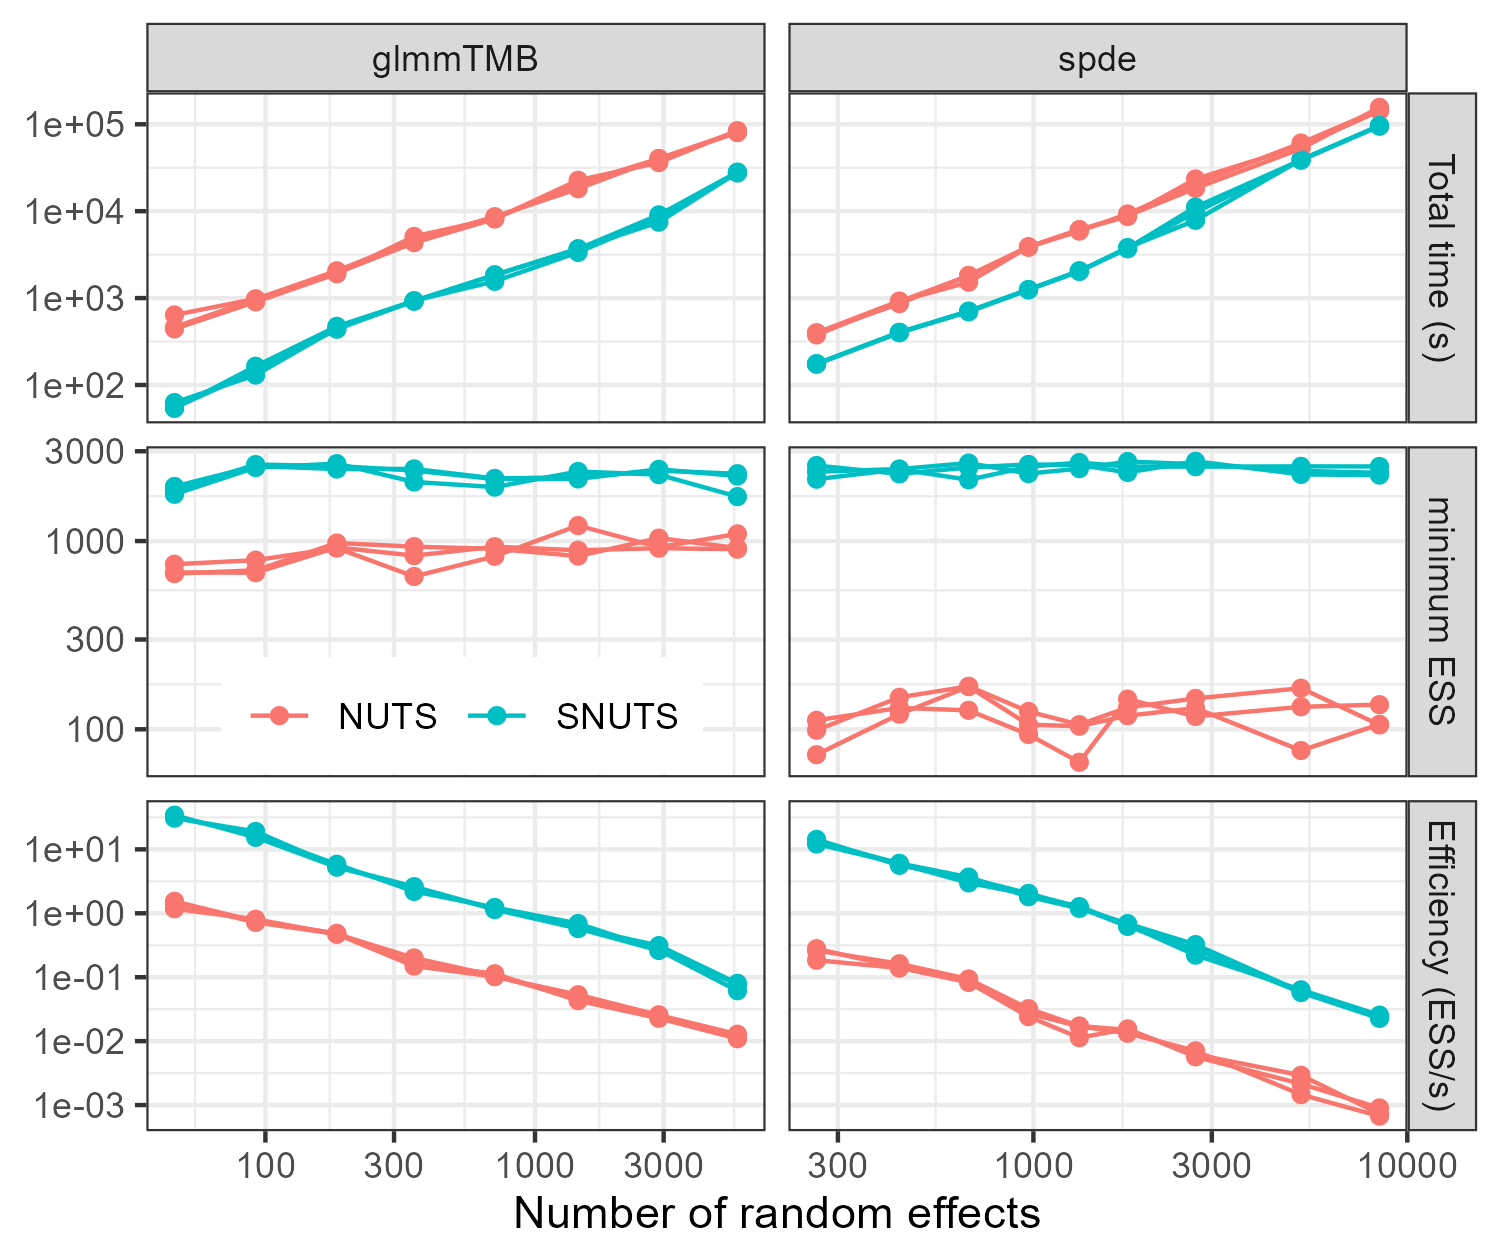 glmmTMB
spde
1e+05
1e+04
1e+03
1e+02
Total time (s)
3000
1000
300
100
NUTS
SNUTS
minimum ESS
1e+01
1e+00
1e-01
1e-02
1e-03
Efficiency (ESS/s)
100 300 1000 3000
300 1000 3000 10000
Number of random effects